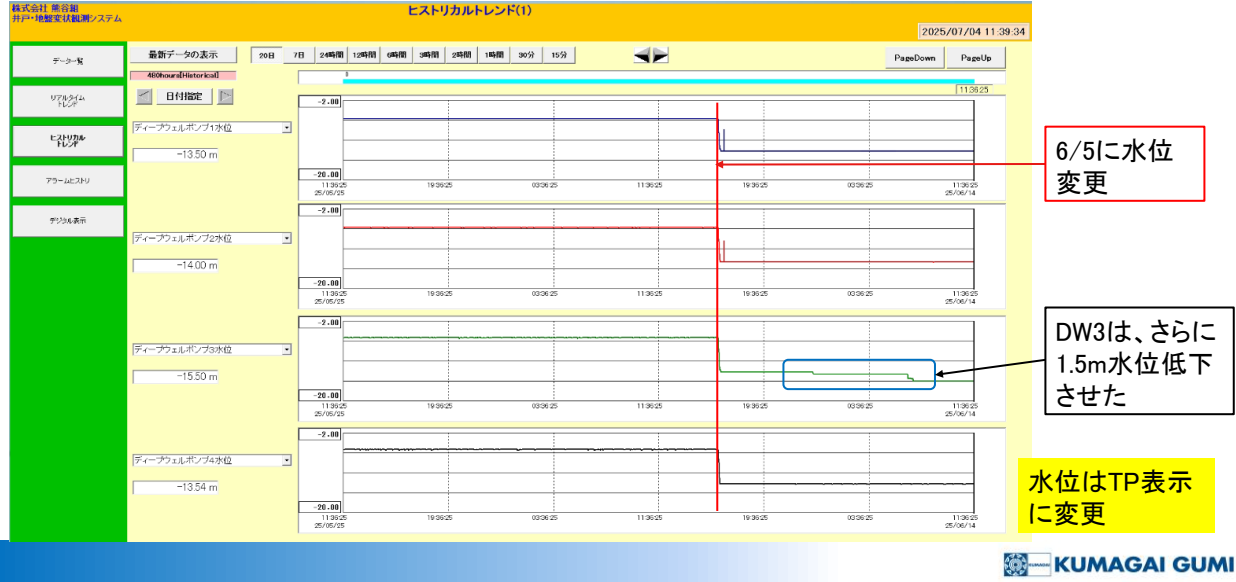 株式会社 熊谷組
井戸・地盤変状観測システム
ヒストリカルトレンド(1)
2025/07/04 11:39:34
データ一覧
リアルタイム
トレンド
ヒストリカル
トレンド
アラームヒストリ
デジタル表示
最新データの表示
20日 7日 24時間 12時間 6時間 3時間 2時間 1時間 30分 15分
PageDown PageUp
480hours[Historical]
日付指定
11:36:25
ディープウェルポンプ1水位
-13.50 m
-2.00
-20.00
11:36:25 19:36:25 03:36:25 11:36:25 19:36:25 03:36:25 11:36:25
25/05/25 25/06/14
6/5に水位
変更
ディープウェルポンプ2水位
-14.00 m
-2.00
-20.00
11:36:25 19:36:25 03:36:25 11:36:25 19:36:25 03:36:25 11:36:25
25/05/25 25/06/14
ディープウェルポンプ3水位
-15.50 m
-2.00
-20.00
11:36:25 19:36:25 03:36:25 11:36:25 19:36:25 03:36:25 11:36:25
25/05/25 25/06/14
DW3は、さらに
1.5m水位低下
させた
ディープウェルポンプ4水位
-13.54 m
-2.00
-20.00
11:36:25 19:36:25 03:36:25 11:36:25 19:36:25 03:36:25 11:36:25
25/05/25 25/06/14
水位はTP表示
に変更
KUMAGAI GUMI